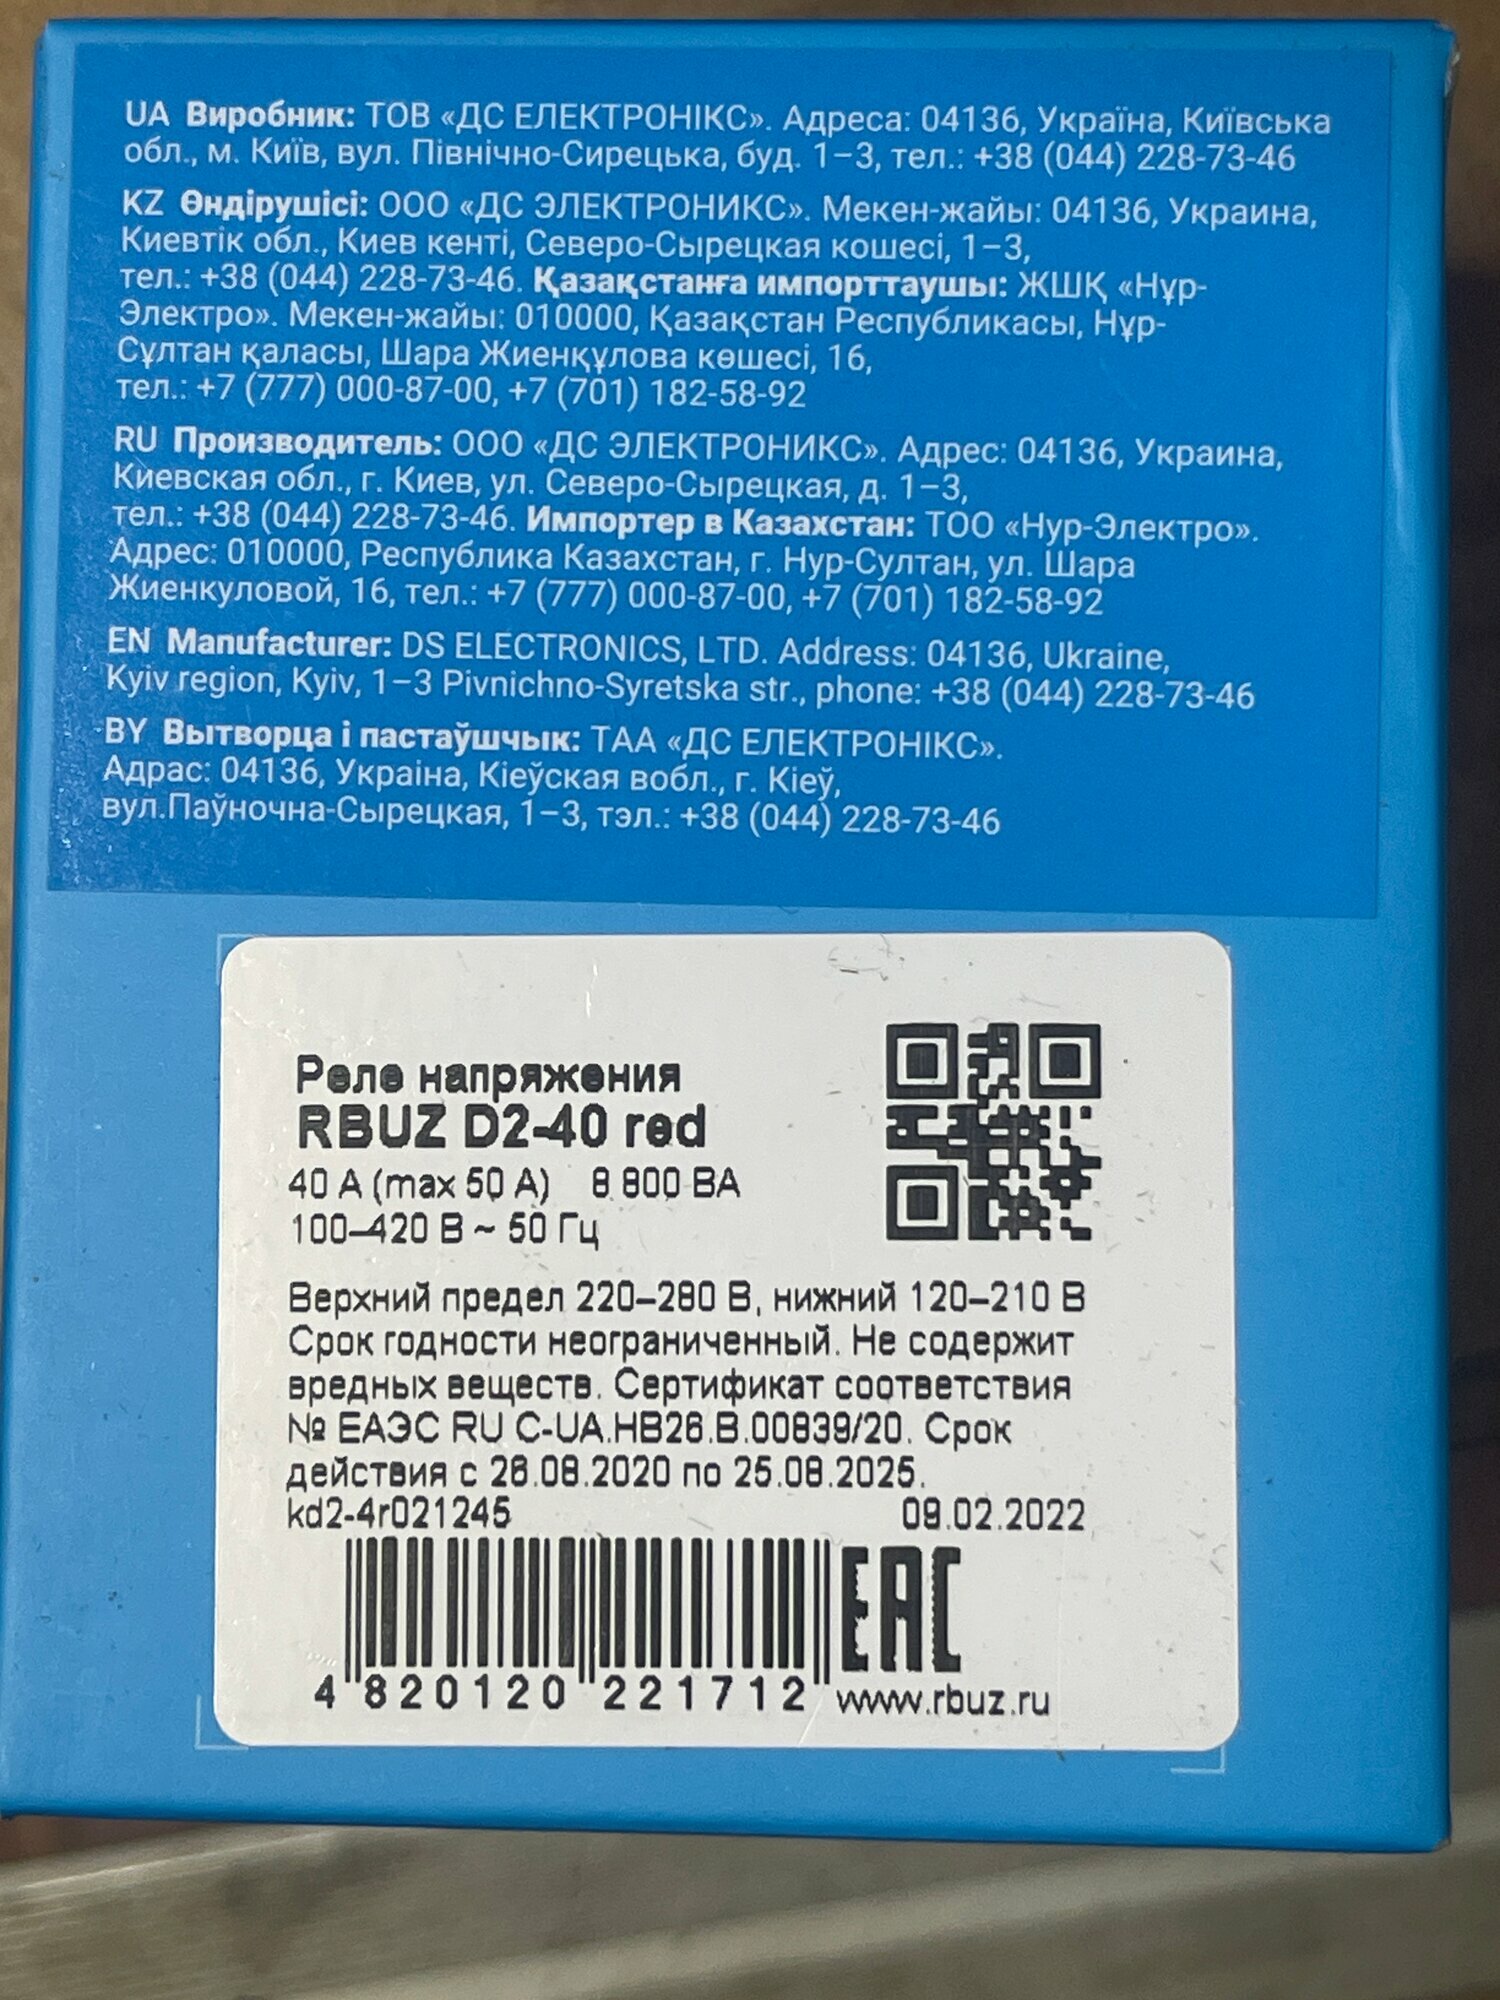 UA Виробник: ТОВ «ДС ЕЛЕКТРОНІКС». Адреса: 04136, Україна, Київська
обл., м. Київ, вул. Північно-Сирецька, буд. 1–3, тел.: +38 (044) 228-73-46
KZ Өндірушісі: ООО «ДС ЭЛЕКТРОНИКС». Мекен-жайы: 04136, Украина,
Киевтік обл., Киев кенті, Северо-Сырецкая кошесі, 1–3,
тел.: +38 (044) 228-73-46. Қазақстанға импорттаушы: ЖШҚ «Нұр-
Электро». Мекен-жайы: 010000, Қазақстан Республикасы, Нұр-
Сұлтан қаласы, Шара Жиенқұлова көшесі, 16,
тел.: +7 (777) 000-87-00, +7 (701) 182-58-92
RU Производитель: ООО «ДС ЭЛЕКТРОНИКС». Адрес: 04136, Украина,
Киевская обл., г. Киев, ул. Северо-Сырецкая, д. 1–3,
тел.: +38 (044) 228-73-46. Импортер в Казахстан: ТОО «Нур-Электро».
Адрес: 010000, Республика Казахстан, г. Нур-Султан, ул. Шара
Жиенкуловой, 16, тел.: +7 (777) 000-87-00, +7 (701) 182-58-92
EN Manufacturer: DS ELECTRONICS, LTD. Address: 04136, Ukraine,
Kyiv region, Kyiv, 1–3 Pivnichno-Syretska str., phone: +38 (044) 228-73-46
BY Вытворца і пастаўшчык: ТАА «ДС ЕЛЕКТРОНІКС».
Адрас: 04136, Украіна, Кіеўская вобл., г. Кіеў,
вул.Паўночна-Сырецкая, 1–3, тэл.: +38 (044) 228-73-46
Реле напряжения
RBUZ D2-40 red
40 А (max 50 А) 8 800 ВА
100–420 В ~ 50 Гц
Верхний предел 220–280 В, нижний 120–210 В
Срок годности неограниченный. Не содержит
вредных веществ. Сертификат соответствия
№ ЕАЭС RU С-UA.НВ26.В.00839/20. Срок
действия с 26.08.2020 по 25.08.2025.
kd2-4r021245 09.02.2022
EAC
4 820120 221712 www.rbuz.ru